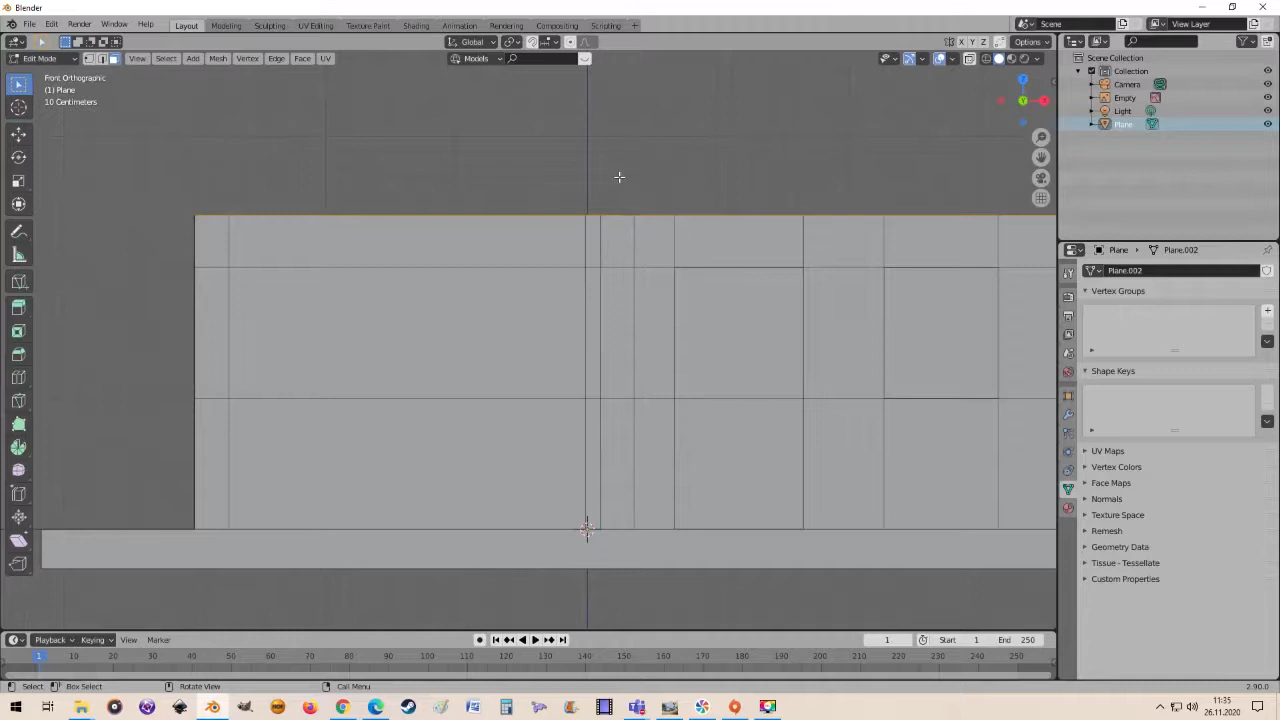 Blender
File Edit Render Window Help
Layout Modeling Sculpting UV Editing Texture Paint Shading Animation Rendering Compositing Scripting +
Scene
View Layer
Global
X Y Z
Options
Edit Mode
View Select Add Mesh Vertex Edge Face UV
Models
Front Orthographic
(1) Plane
10 Centimeters
Scene Collection
Collection
Camera
Empty
Light
Plane
Plane
Plane.002
Plane.002
Vertex Groups
Shape Keys
UV Maps
Vertex Colors
Face Maps
Normals
Texture Space
Remesh
Geometry Data
Tissue - Tessellate
Custom Properties
Playback Keying View Marker
1 Start 1 End 250
1 10 20 30 40 50 60 70 80 90 100 110 120 130 140 150 160 170 180 190 200 210 220 230 240 250
Select Box Select Rotate View Call Menu
2.90.0
11:35
26.11.2020